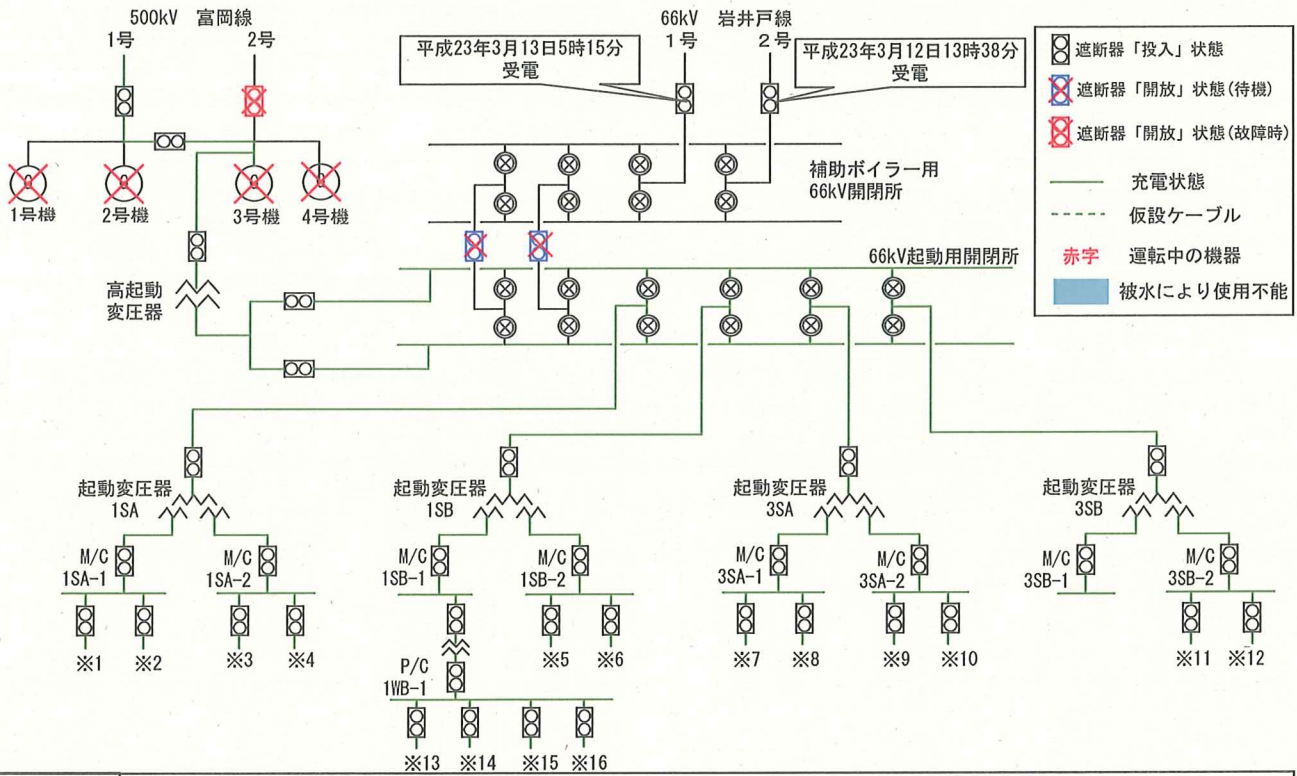 500kV 富岡線
1号 2号
66kV 岩井戸線
1号 2号
平成23年3月13日5時15分
受電
平成23年3月12日13時38分
受電
遮断器「投入」状態
遮断器「開放」状態(待機)
遮断器「開放」状態(故障時)
充電状態
仮設ケーブル
赤字 運転中の機器
被水により使用不能
1号機 2号機 3号機 4号機
補助ボイラー用
66kV開閉所
66kV起動用開閉所
高起動
変圧器
起動変圧器
1SA
起動変圧器
1SB
起動変圧器
3SA
起動変圧器
3SB
M/C
1SA-1
M/C
1SA-2
M/C
1SB-1
M/C
1SB-2
M/C
3SA-1
M/C
3SA-2
M/C
3SB-1
M/C
3SB-2
※1 ※2 ※3 ※4
※5 ※6
※7 ※8 ※9 ※10
※11 ※12
P/C
1WB-1
※13 ※14 ※15 ※16